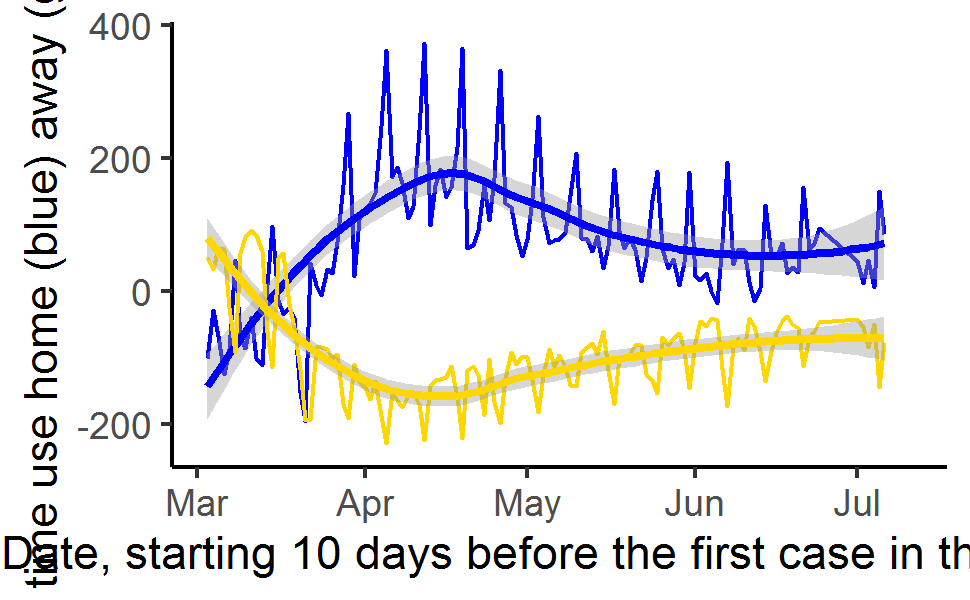 time use home (blue) away (
400
200
0
-200
Mar Apr May Jun Jul
Date, starting 10 days before the first case in th